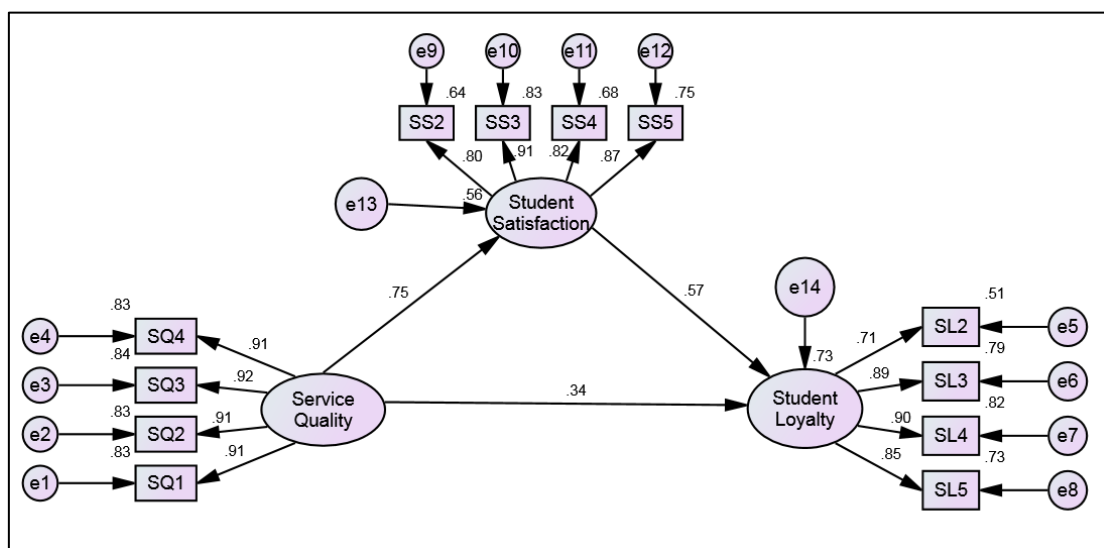 e9
e10
e11
e12
.64
.83
.68
.75
SS2
SS3
SS4
SS5
.80
.91
.82
.87
e13
.56
Student
Satisfaction
.75
.57
e14
.83
e4
SQ4
.91
.84
e3
SQ3
.92
.83
e2
SQ2
.91
.83
e1
SQ1
.91
Service
Quality
.34
.73
Student
Loyalty
.51
.71
SL2
e5
.79
.89
SL3
e6
.82
.90
SL4
e7
.73
.85
SL5
e8